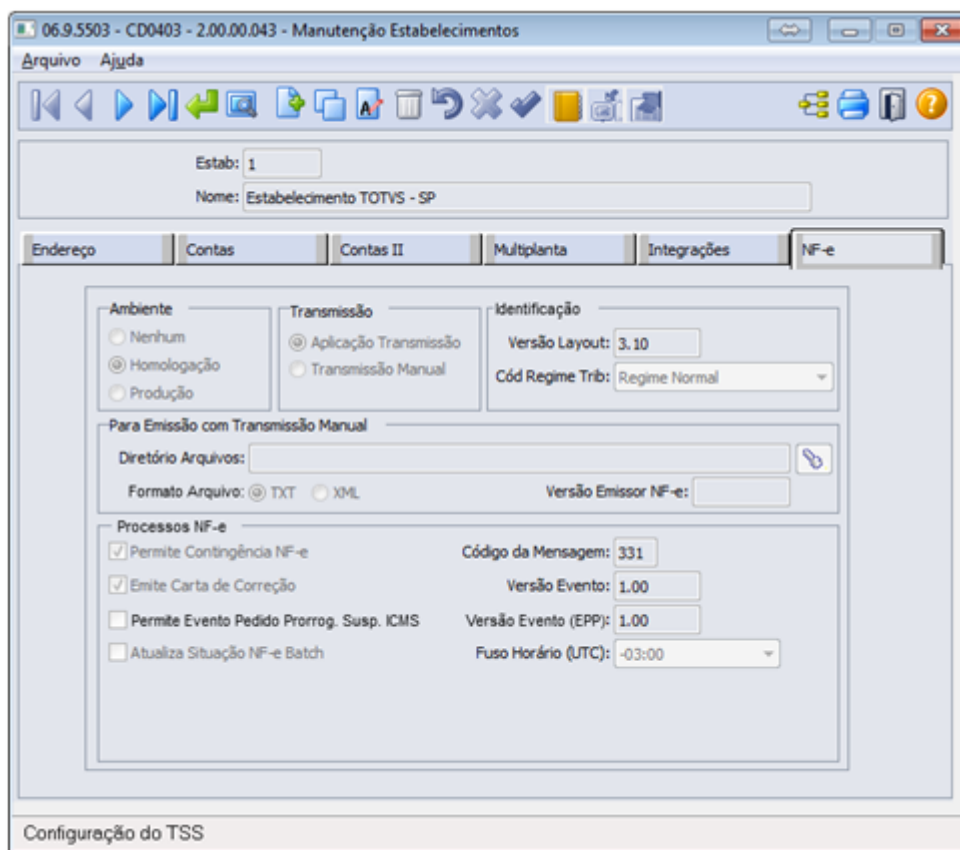 06.9.5503 - CD0403 - 2.00.00.043 - Manutenção Estabelecimentos
Arquivo Ajuda
Estab: 1
Nome: Estabelecimento TOTVS - SP
Endereço Contas Contas II Multiplanta Integrações NF-e
Ambiente
Nenhum
Homologação
Produção
Transmissão
Aplicação Transmissão
Transmissão Manual
Identificação
Versão Layout: 3.10
Cód Regime Trib: Regime Normal
Para Emissão com Transmissão Manual
Diretório Arquivos:
Formato Arquivo: TXT XML Versão Emissor NF-e:
Processos NF-e
Permite Contingência NF-e Código da Mensagem: 331
Emite Carta de Correção Versão Evento: 1.00
Permite Evento Pedido Prorrog. Susp. ICMS Versão Evento (EPP): 1.00
Atualiza Situação NF-e Batch Fuso Horário (UTC): -03:00
Configuração do TSS